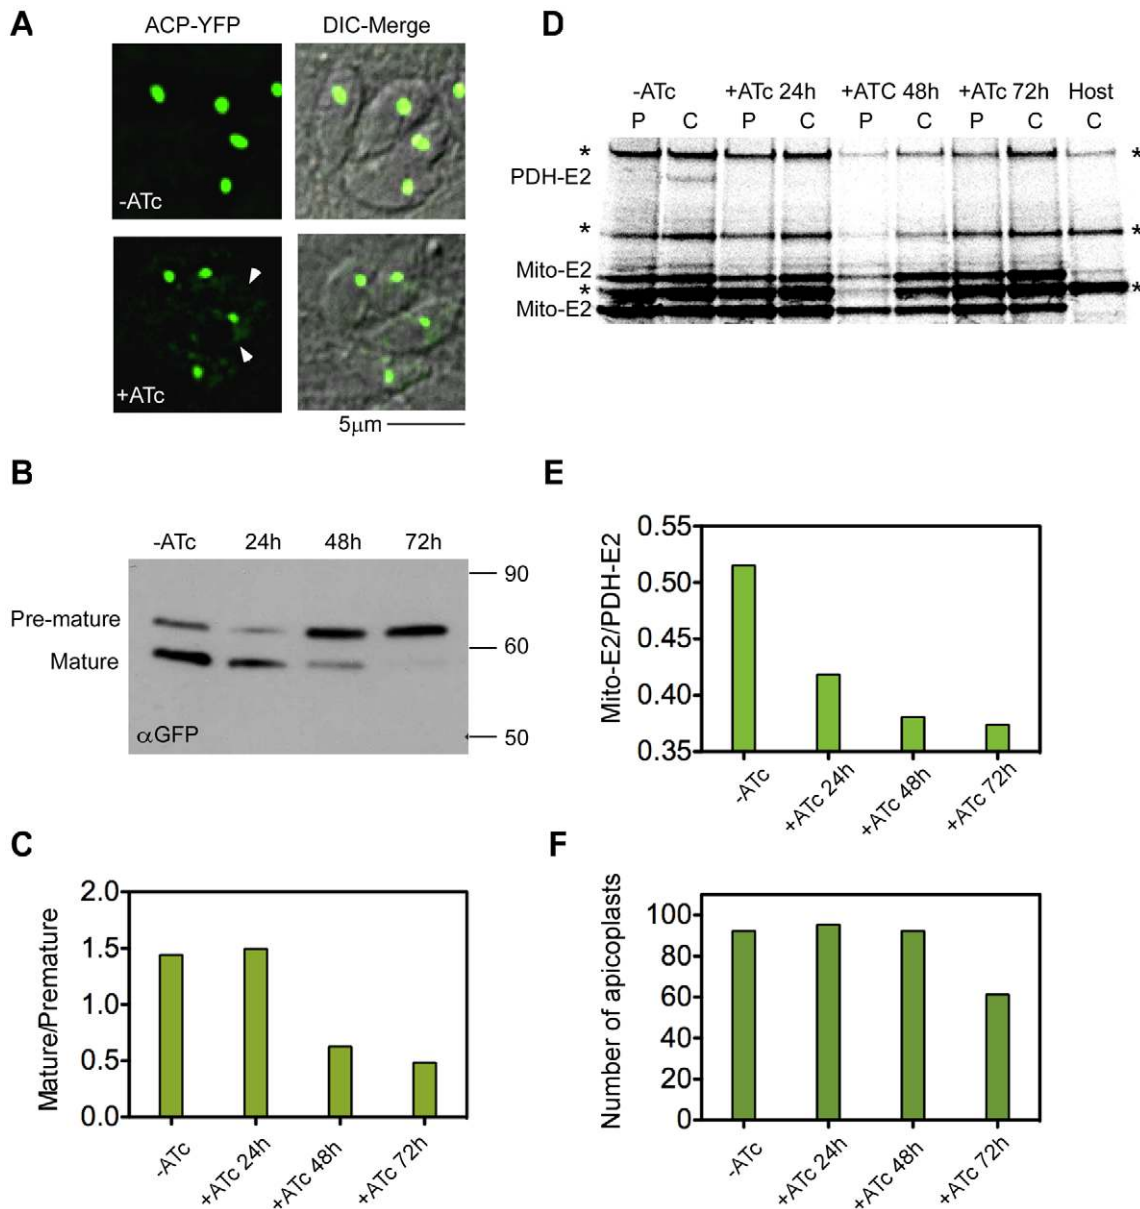 A
ACP-YFP
DIC-Merge
-ATc
+ATc
5μm
B
-ATc 24h 48h 72h
Pre-mature
Mature
90
60
50
αGFP
C
Mature/Premature
2.0
1.5
1.0
0.5
0.0
-ATc
+ATc 24h
+ATc 48h
+ATc 72h
D
-ATc +ATc 24h +ATC 48h +ATc 72h Host
P C P C P C P C C
* *
PDH-E2
* *
Mito-E2
* *
Mito-E2
E
Mito-E2/PDH-E2
0.55
0.50
0.45
0.40
0.35
-ATc
+ATc 24h
+ATc 48h
+ATc 72h
F
Number of apicoplasts
100
80
60
40
20
0
-ATc
+ATc 24h
+ATc 48h
+ATc 72h